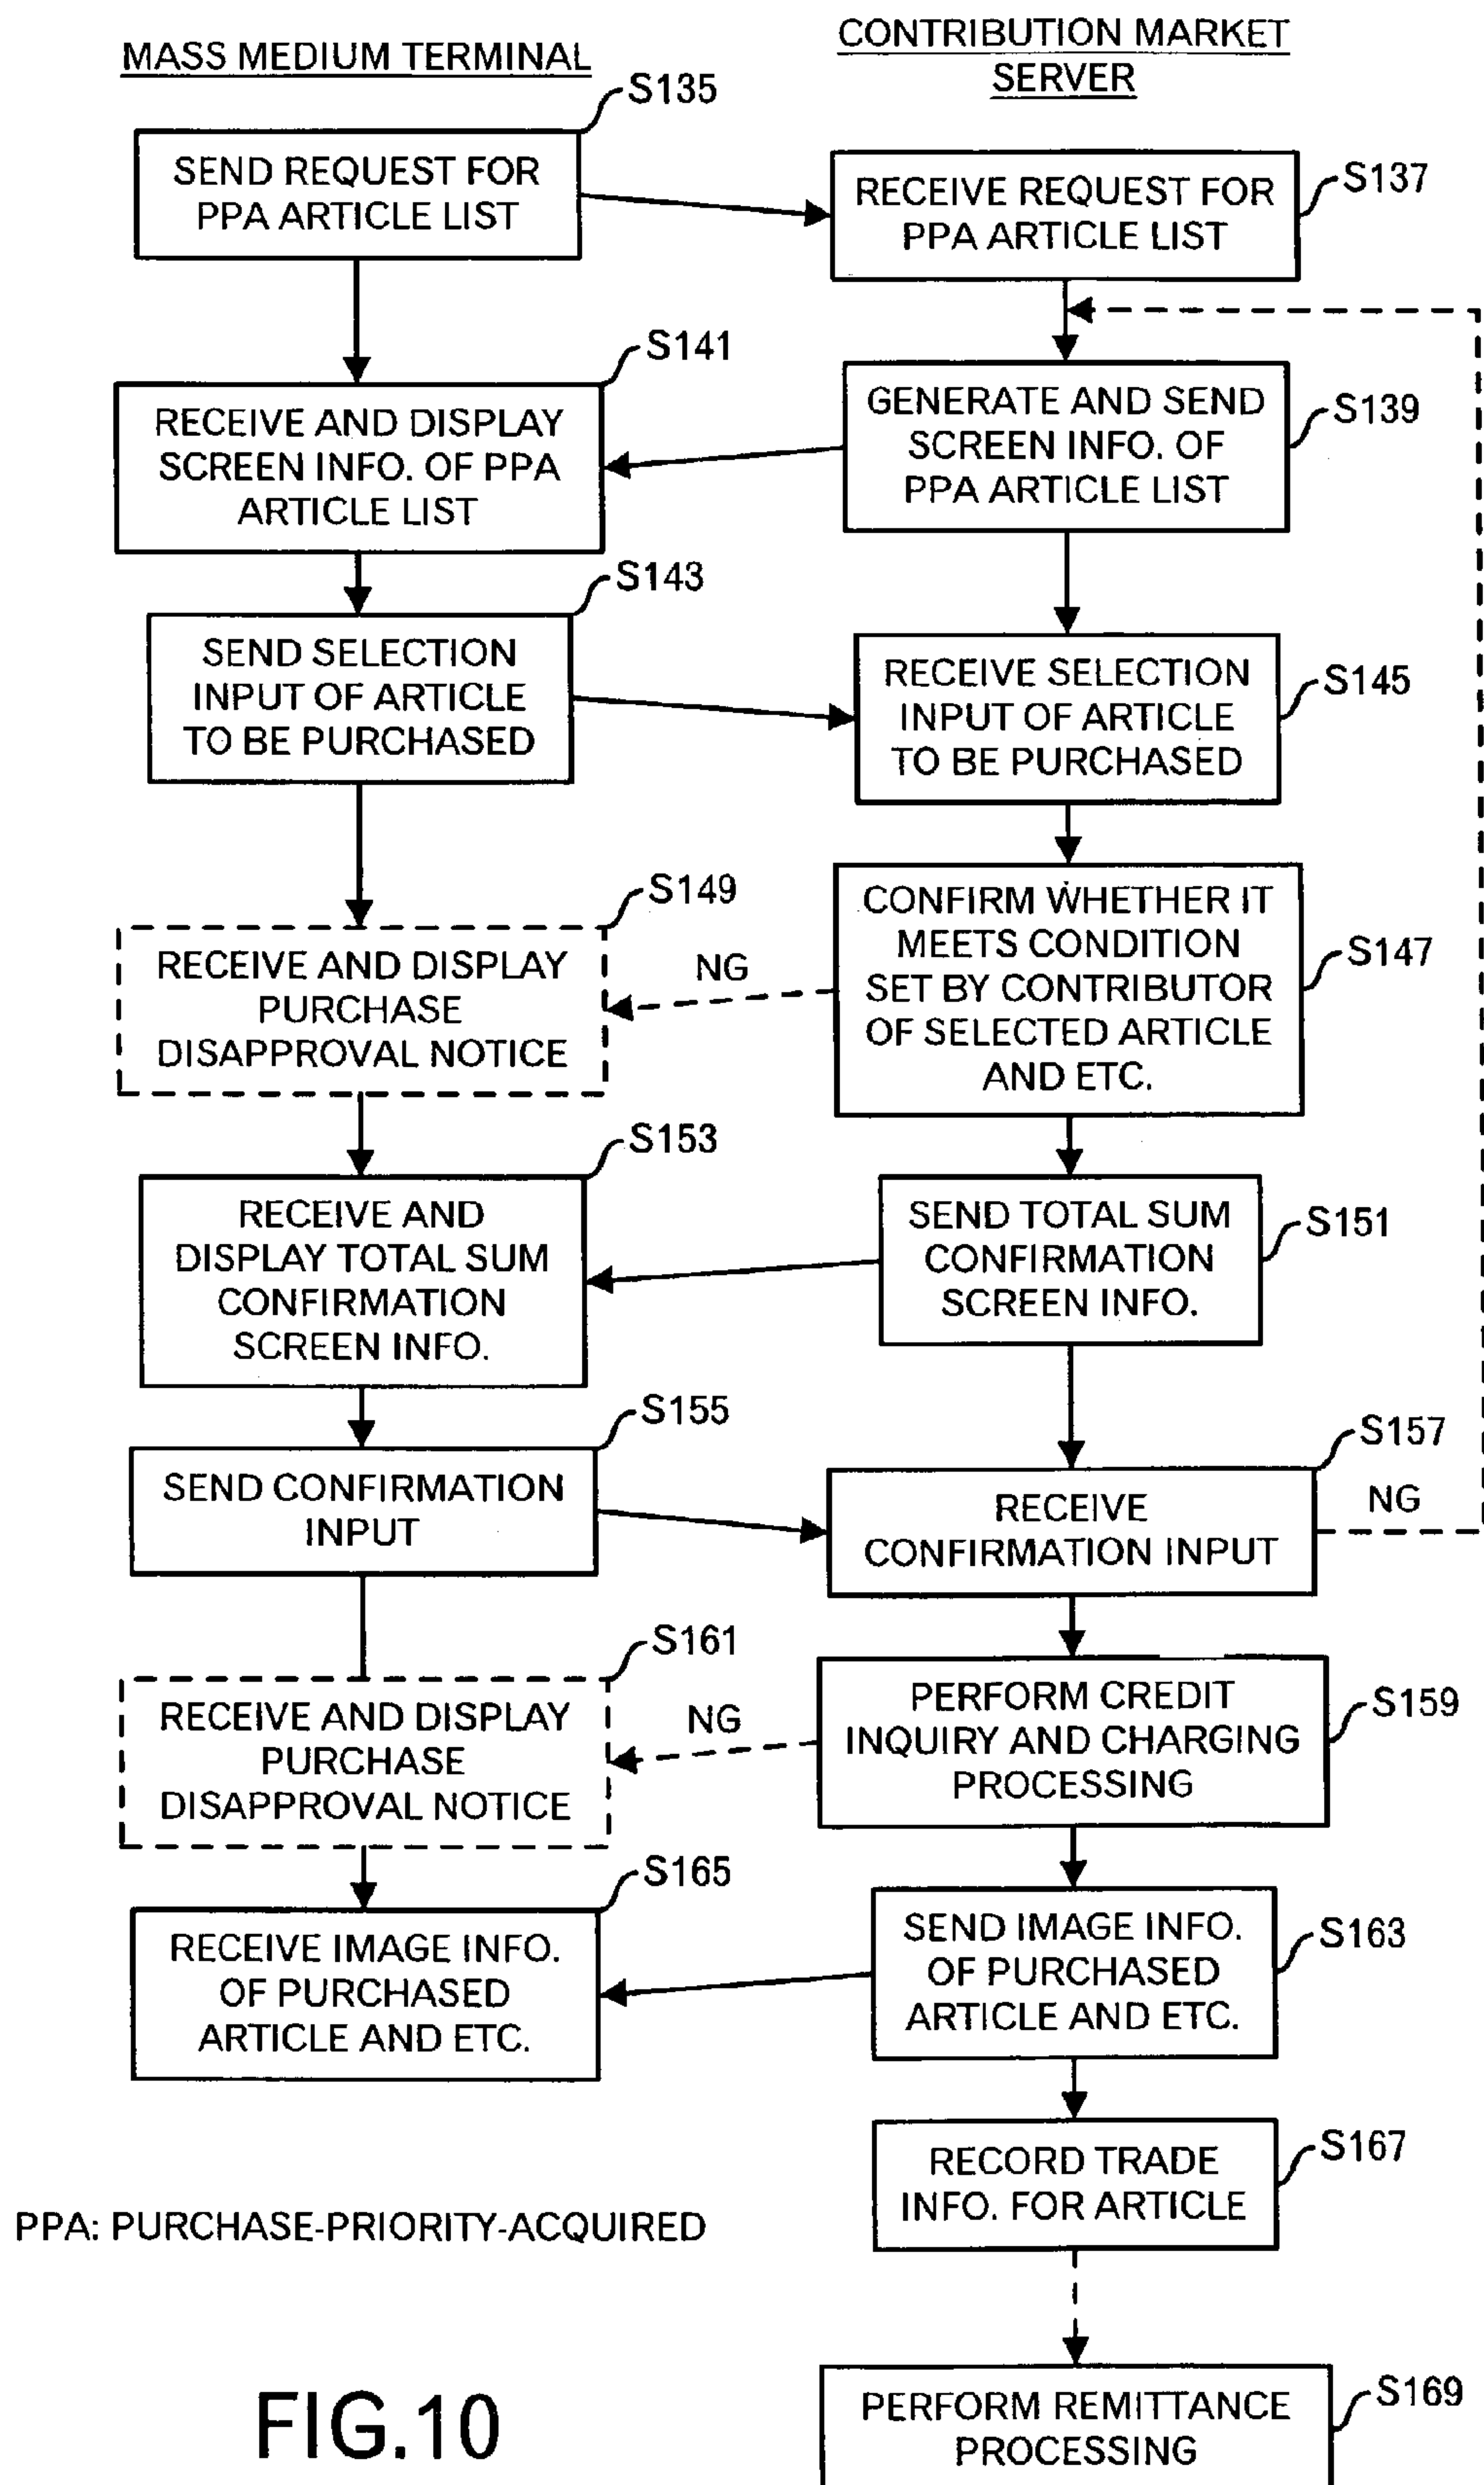 MASS MEDIUM TERMINAL
CONTRIBUTION MARKET
SERVER
S135
SEND REQUEST FOR
PPA ARTICLE LIST
S137
RECEIVE REQUEST FOR
PPA ARTICLE LIST
S141
RECEIVE AND DISPLAY
SCREEN INFO. OF PPA
ARTICLE LIST
S139
GENERATE AND SEND
SCREEN INFO. OF
PPA ARTICLE LIST
S143
SEND SELECTION
INPUT OF ARTICLE
TO BE PURCHASED
S145
RECEIVE SELECTION
INPUT OF ARTICLE
TO BE PURCHASED
S149
RECEIVE AND DISPLAY
PURCHASE
DISAPPROVAL NOTICE
NG
S147
CONFIRM WHETHER IT
MEETS CONDITION
SET BY CONTRIBUTOR
OF SELECTED ARTICLE
AND ETC.
S153
RECEIVE AND
DISPLAY TOTAL SUM
CONFIRMATION
SCREEN INFO.
S151
SEND TOTAL SUM
CONFIRMATION
SCREEN INFO.
S155
SEND CONFIRMATION
INPUT
S157
RECEIVE
CONFIRMATION INPUT
NG
S161
RECEIVE AND DISPLAY
PURCHASE
DISAPPROVAL NOTICE
NG
S159
PERFORM CREDIT
INQUIRY AND CHARGING
PROCESSING
S165
RECEIVE IMAGE INFO.
OF PURCHASED
ARTICLE AND ETC.
S163
SEND IMAGE INFO.
OF PURCHASED
ARTICLE AND ETC.
S167
RECORD TRADE
INFO. FOR ARTICLE
PPA: PURCHASE-PRIORITY-ACQUIRED
S169
PERFORM REMITTANCE
PROCESSING
FIG.10